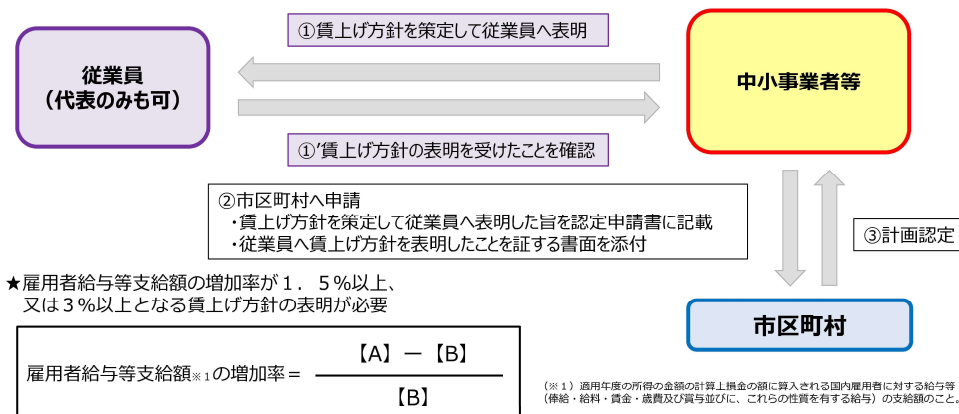 ①賃上げ方針を策定して従業員へ表明
従業員
（代表のみも可）
中小事業者等
①’賃上げ方針の表明を受けたことを確認
②市区町村へ申請
・賃上げ方針を策定して従業員へ表明した旨を認定申請書に記載
・従業員へ賃上げ方針を表明したことを証する書面を添付
③計画認定
★雇用者給与等支給額の増加率が１．５％以上、
又は３％以上となる賃上げ方針の表明が必要
市区町村
雇用者給与等支給額※１の増加率＝
【A】－【B】
【B】
（※１）適用年度の所得の金額の計算上損金の額に算入される国内雇用者に対する給与等
（俸給・給料・賃金・歳費及び賞与並びに、これらの性質を有する給与）の支給額のこと。